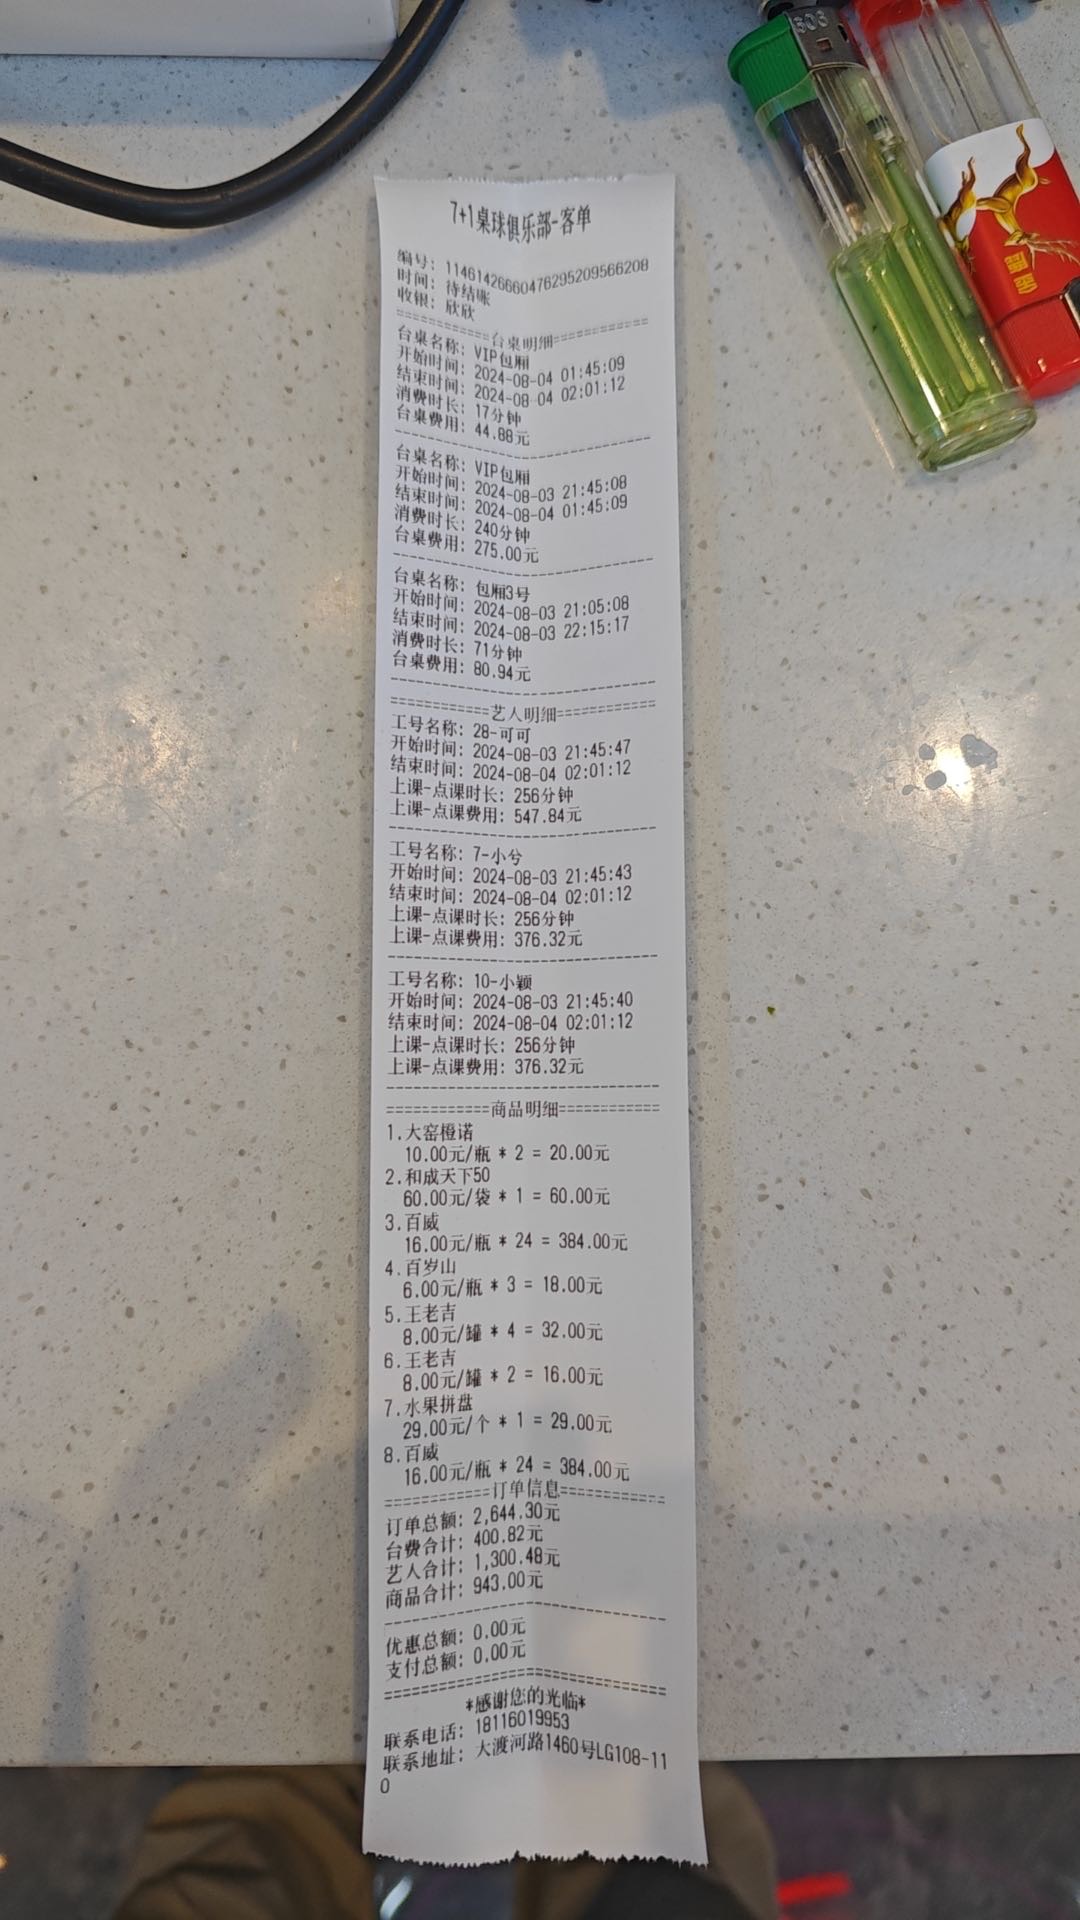 603
7+1桌球俱乐部-客单
编号: 11461426660476295209566208
时间: 待结账
收银: 欣欣
==========台桌明细==========
台桌名称: VIP包厢
开始时间: 2024-08-04 01:45:09
结束时间: 2024-08-04 02:01:12
消费时长: 17分钟
台桌费用: 44.88元
台桌名称: VIP包厢
开始时间: 2024-08-03 21:45:08
结束时间: 2024-08-04 01:45:09
消费时长: 240分钟
台桌费用: 275.00元
台桌名称: 包厢3号
开始时间: 2024-08-03 21:05:08
结束时间: 2024-08-03 22:15:17
消费时长: 71分钟
台桌费用: 80.94元
==========艺人明细==========
工号名称: 28-可可
开始时间: 2024-08-03 21:45:47
结束时间: 2024-08-04 02:01:12
上课-点课时长: 256分钟
上课-点课费用: 547.84元
工号名称: 7-小兮
开始时间: 2024-08-03 21:45:43
结束时间: 2024-08-04 02:01:12
上课-点课时长: 256分钟
上课-点课费用: 376.32元
工号名称: 10-小颖
开始时间: 2024-08-03 21:45:40
结束时间: 2024-08-04 02:01:12
上课-点课时长: 256分钟
上课-点课费用: 376.32元
==========商品明细==========
1.大窑橙诺
10.00元/瓶 * 2 = 20.00元
2.和成天下50
60.00元/袋 * 1 = 60.00元
3.百威
16.00元/瓶 * 24 = 384.00元
4.百岁山
6.00元/瓶 * 3 = 18.00元
5.王老吉
8.00元/罐 * 4 = 32.00元
6.王老吉
8.00元/罐 * 2 = 16.00元
7.水果拼盘
29.00元/个 * 1 = 29.00元
8.百威
16.00元/瓶 * 24 = 384.00元
==========订单信息==========
订单总额: 2,644.30元
台费合计: 400.82元
艺人合计: 1,300.48元
商品合计: 943.00元
优惠总额: 0.00元
支付总额: 0.00元
*感谢您的光临*
联系电话: 18116019953
联系地址: 大渡河路1460号LG108-11
0